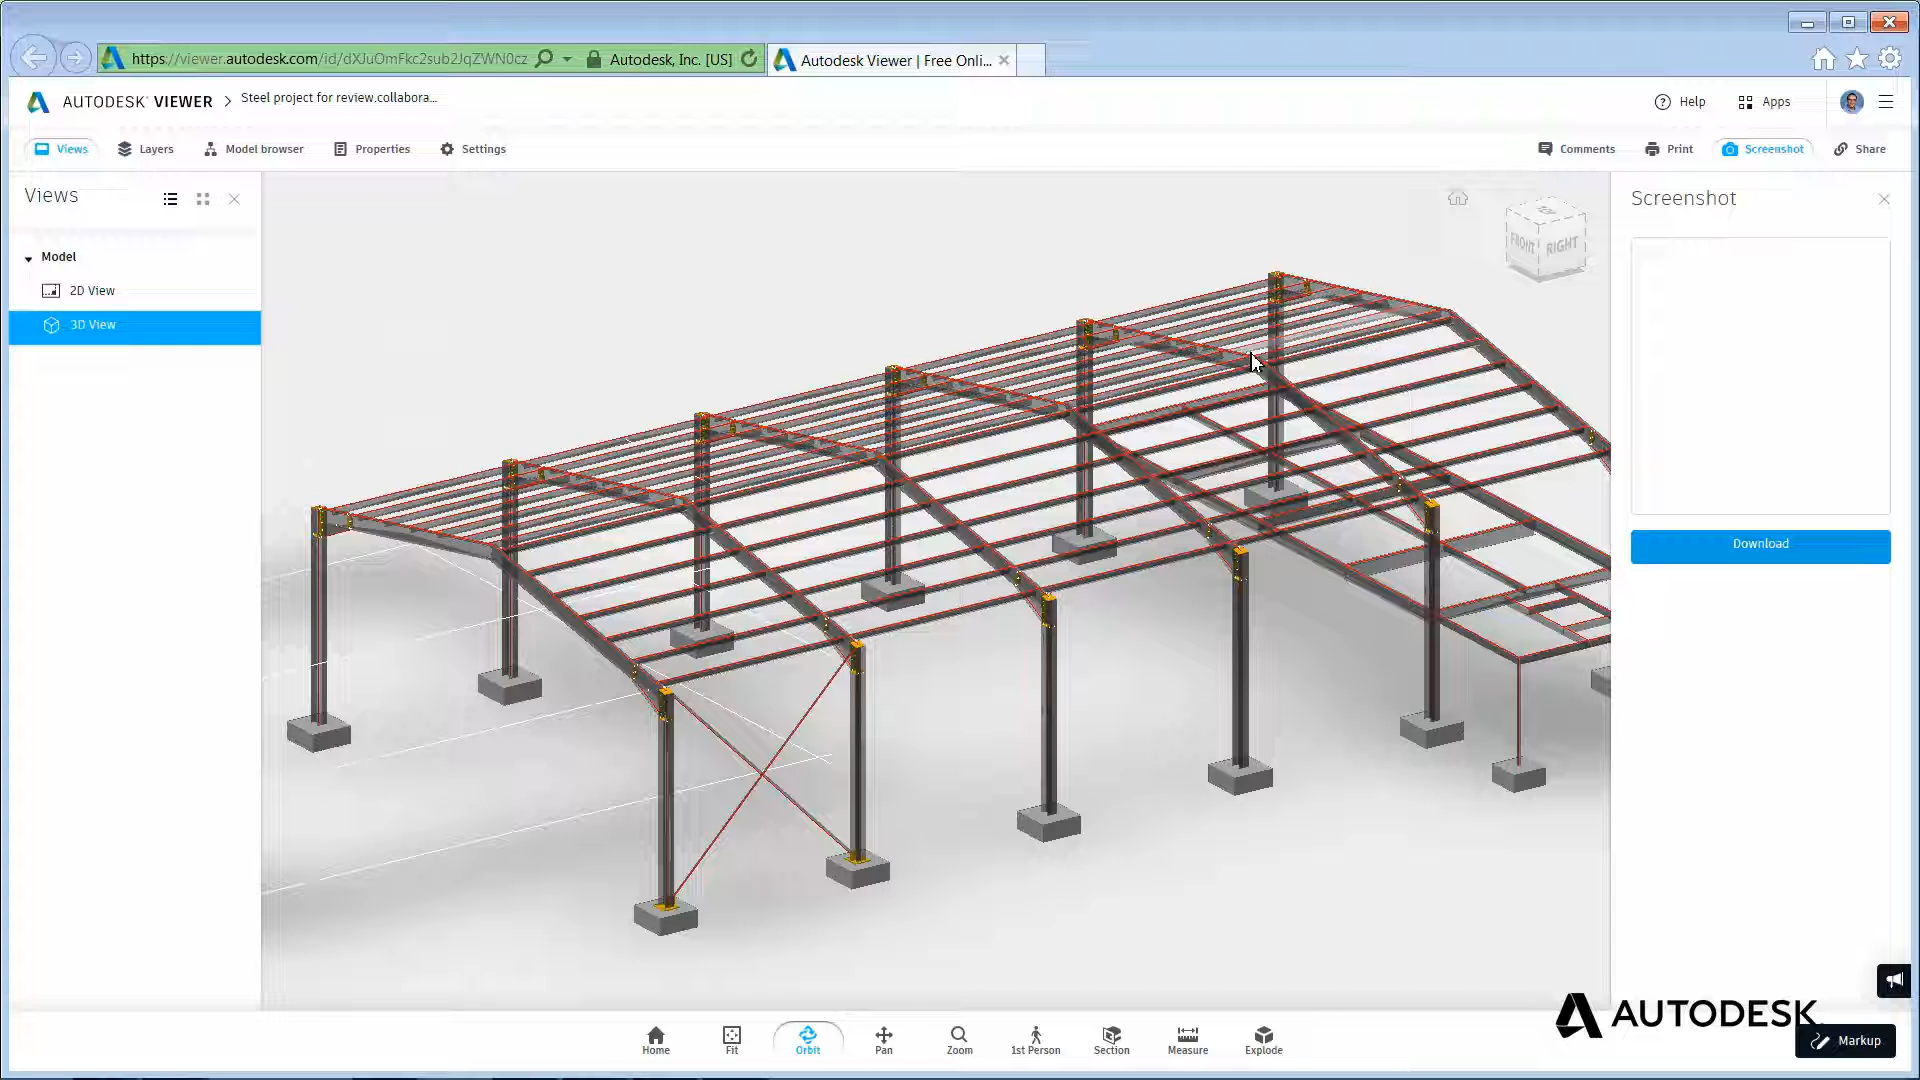 https://viewer.autodesk.com/id/dXJuOmFkc2sub2JqZWN0cz
Autodesk, Inc. [US]
Autodesk Viewer | Free Onli...
AUTODESK® VIEWER > Steel project for review.collabora...
Help
Apps
Views
Layers
Model browser
Properties
Settings
Comments
Print
Screenshot
Share
Views
Model
2D View
3D View
FRONT
RIGHT
Screenshot
Download
Home
Fit
Orbit
Pan
Zoom
1st Person
Section
Measure
Explode
AUTODESK
Markup